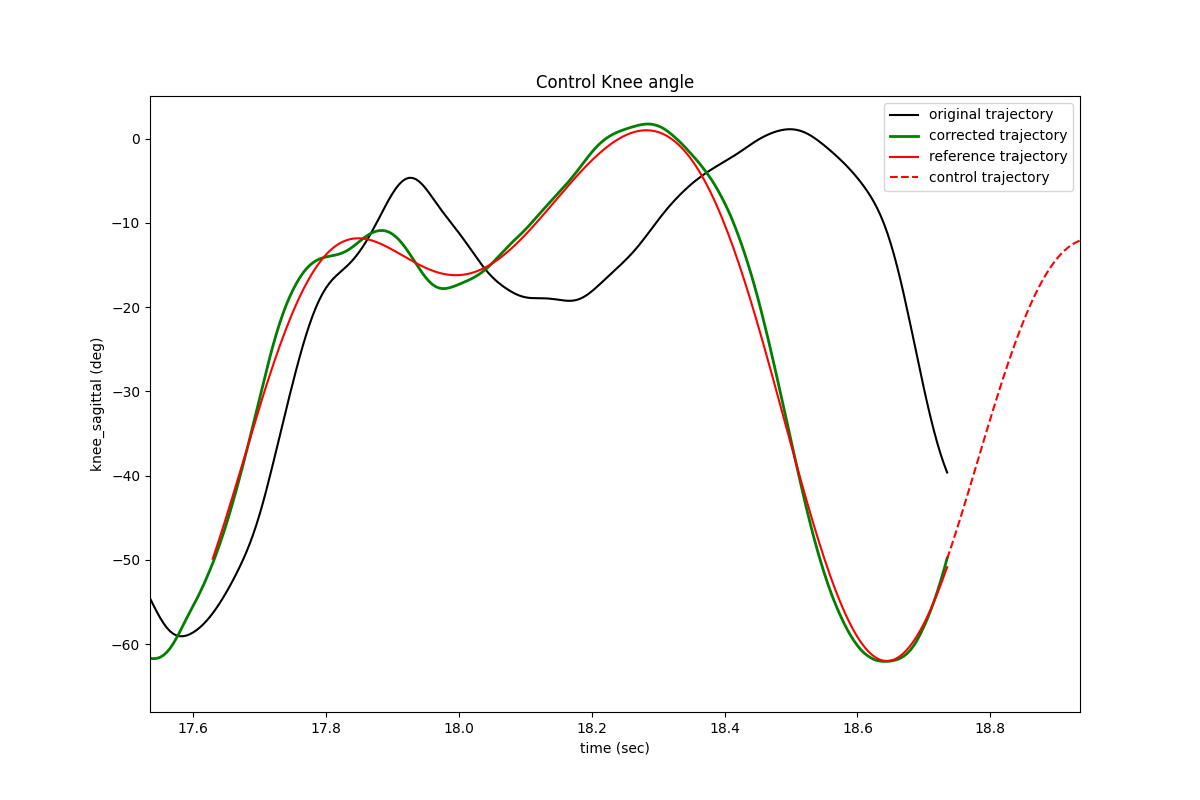 Control Knee angle
original trajectory
corrected trajectory
reference trajectory
control trajectory
knee_sagittal (deg)
0
−10
−20
−30
−40
−50
−60
17.6 17.8 18.0 18.2 18.4 18.6 18.8
time (sec)